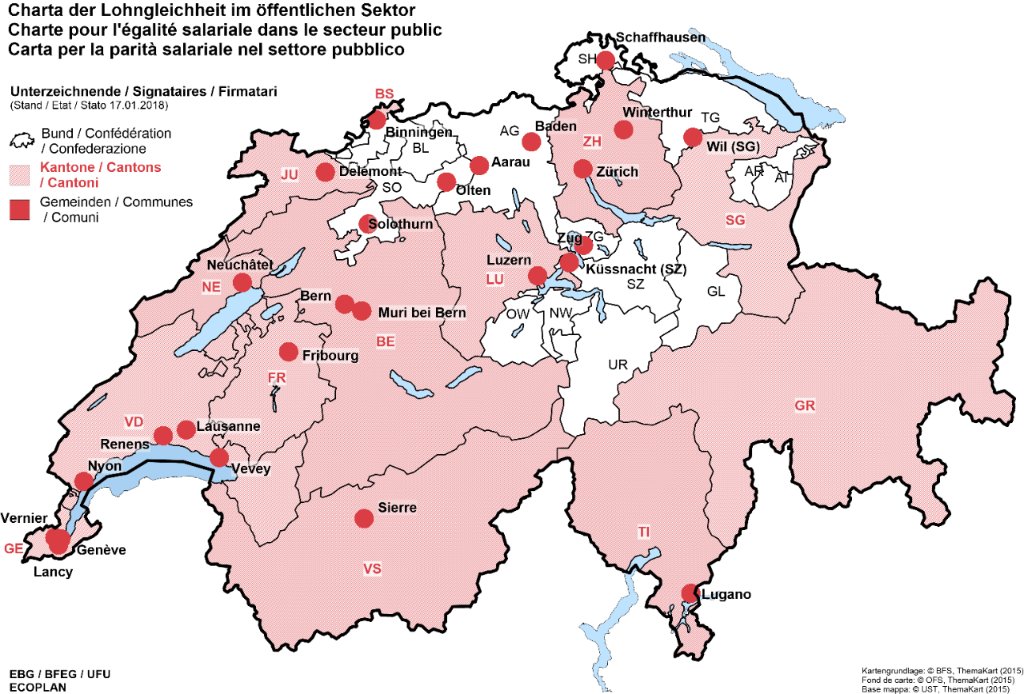 Charta der Lohngleichheit im öffentlichen Sektor
Charte pour l'égalité salariale dans le secteur public
Carta per la parità salariale nel settore pubblico
Unterzeichnende / Signataires / Firmatari
(Stand / Etat / Stato 17.01.2018)
Bund / Confédération
/ Confederazione
Kantone / Cantons
/ Cantoni
Gemeinden / Communes
/ Comuni
Schaffhausen
SH
BS
Binningen
BL
AG
Baden
ZH
Winterthur
TG
Wil (SG)
JU
Delémont
SO
Olten
Aarau
Zürich
AR
AI
SG
Solothurn
Zug
ZG
Neuchâtel
NE
Luzern
LU
Küssnacht (SZ)
SZ
GL
Bern
Muri bei Bern
BE
OW
NW
UR
Fribourg
FR
GR
VD
Lausanne
Renens
Nyon
Vevey
Sierre
VS
Vernier
GE
Genève
Lancy
TI
Lugano
EBG / BFEG / UFU
ECOPLAN
Kartengrundlage: © BFS, ThemaKart (2015)
Fond de carte: © OFS, ThemaKart (2015)
Base mappa: © UST, ThemaKart (2015)